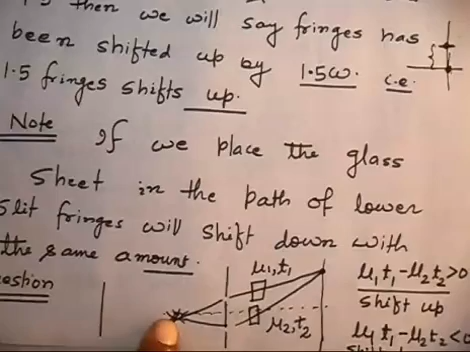 then we will say fringes has
been shifted up by 1.5ω. i.e.
1.5 fringes shifts up.
Note If we place the glass
Sheet in the path of lower
Slit fringes will shift down with
the same amount.
μ₁,t₁
μ₂,t₂
μ₁t₁-μ₂t₂>0
Shift up
μ₁t₁-μ₂t₂<0